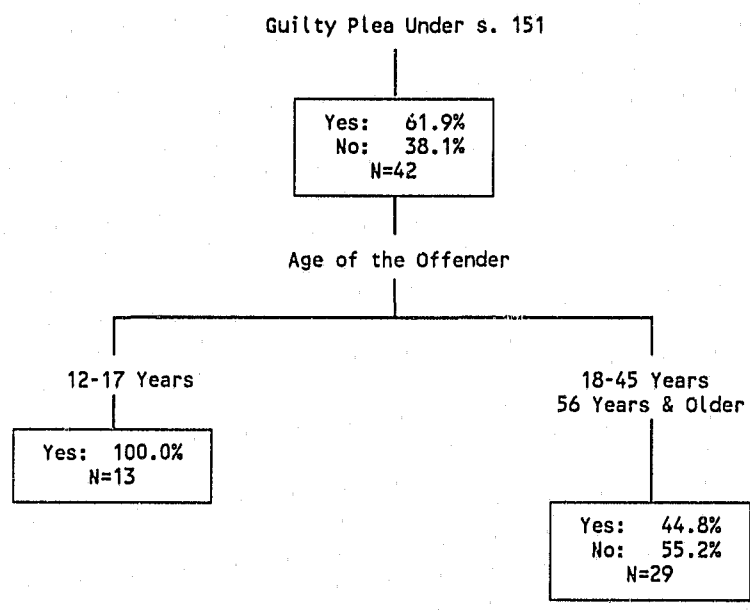 Guilty Plea Under s. 151
Yes: 61.9%
No: 38.1%
N=42
Age of the Offender
12-17 Years
Yes: 100.0%
N=13
18-45 Years
56 Years & Older
Yes: 44.8%
No: 55.2%
N=29